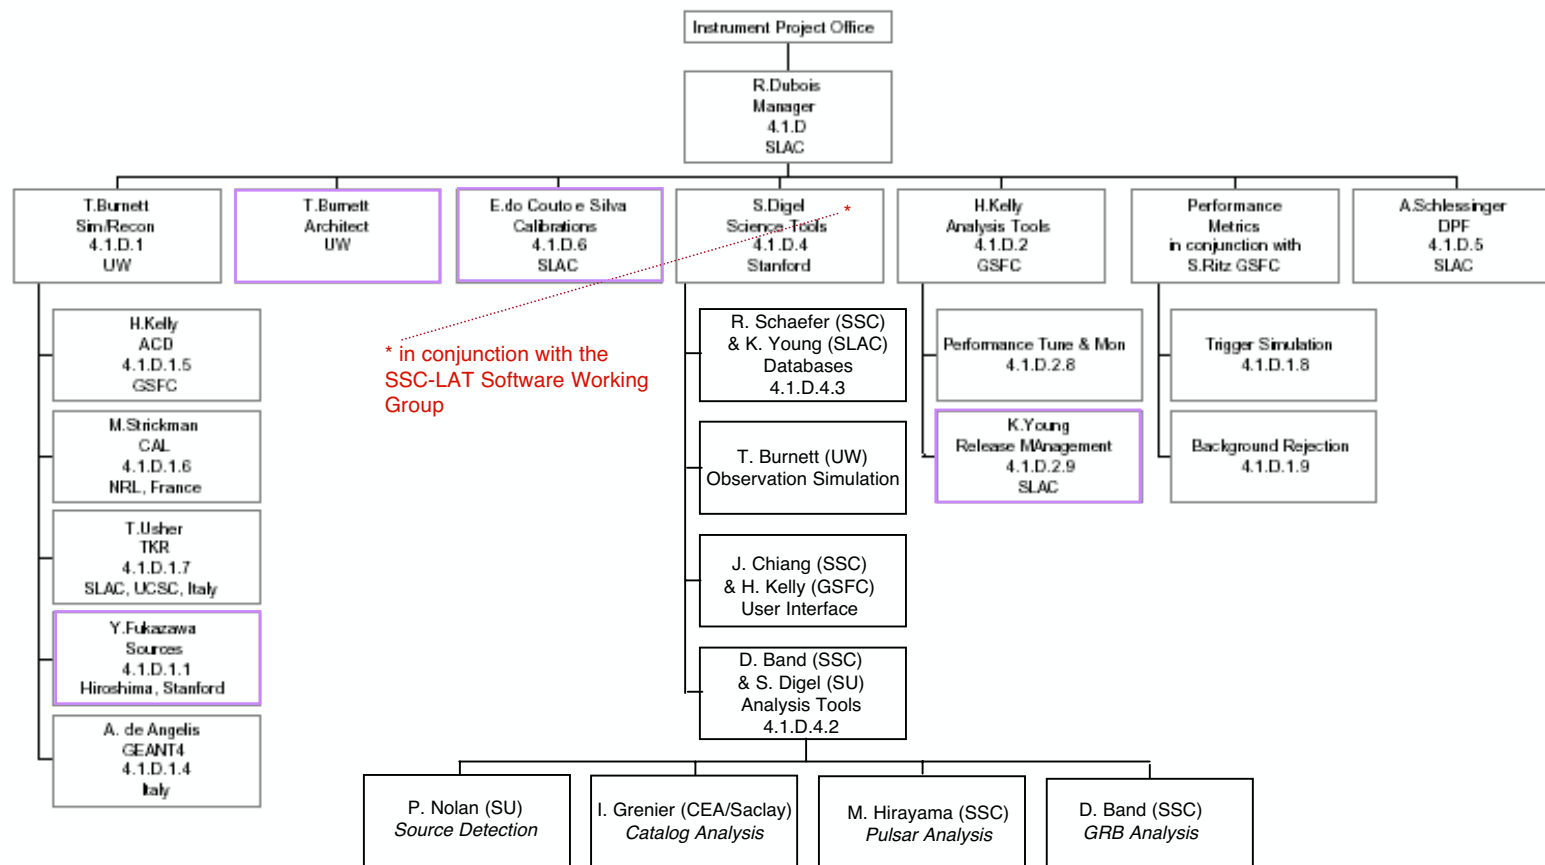 Instrument Project Office
R.Dubois
Manager
4.1.D
SLAC
T.Burnett
Sim/Recon
4.1.D.1
UW
T.Burnett
Architect
UW
E.do Couto e Silva
Calibrations
4.1.D.6
SLAC
S.Digel *
Science Tools
4.1.D.4
Stanford
H.Kelly
Analysis Tools
4.1.D.2
GSFC
Performance
Metrics
in conjunction with
S.Ritz GSFC
A.Schlessinger
DPF
4.1.D.5
SLAC
H.Kelly
ACD
4.1.D.1.5
GSFC
M.Strickman
CAL
4.1.D.1.6
NRL, France
T.Usher
TKR
4.1.D.1.7
SLAC, UCSC, Italy
Y.Fukazawa
Sources
4.1.D.1.1
Hiroshima, Stanford
A. de Angelis
GEANT4
4.1.D.1.4
Italy
* in conjunction with the
SSC-LAT Software Working
Group
R. Schaefer (SSC)
& K. Young (SLAC)
Databases
4.1.D.4.3
T. Burnett (UW)
Observation Simulation
J. Chiang (SSC)
& H. Kelly (GSFC)
User Interface
D. Band (SSC)
& S. Digel (SU)
Analysis Tools
4.1.D.4.2
Performance Tune & Mon
4.1.D.2.8
K.Young
Release MAnagement
4.1.D.2.9
SLAC
Trigger Simulation
4.1.D.1.8
Background Rejection
4.1.D.1.9
P. Nolan (SU)
Source Detection
I. Grenier (CEA/Saclay)
Catalog Analysis
M. Hirayama (SSC)
Pulsar Analysis
D. Band (SSC)
GRB Analysis